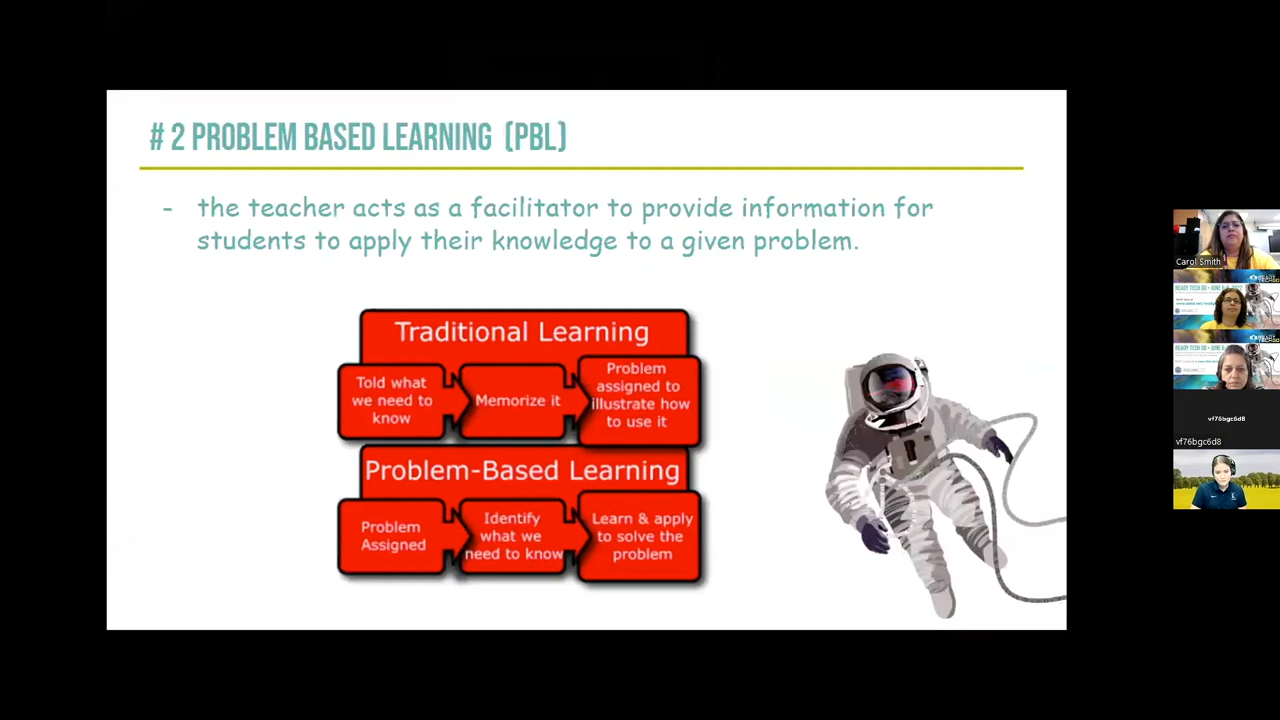 # 2 PROBLEM BASED LEARNING (PBL)
- the teacher acts as a facilitator to provide information for
students to apply their knowledge to a given problem.
Traditional Learning
Told what
we need to
know
Memorize it
Problem
assigned to
illustrate how
to use it
Problem-Based Learning
Problem
Assigned
Identify
what we
need to know
Learn & apply
to solve the
problem
Carol Smith
vf76bgc6d8
vf76bgc6d8